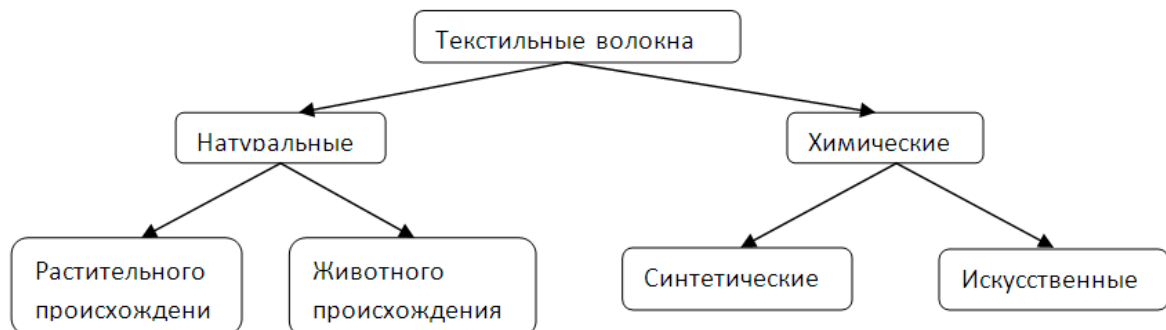 Текстильные волокна
Натуральные
Химические
Растительного
происхождени
Животного
происхождения
Синтетические
Искусственные